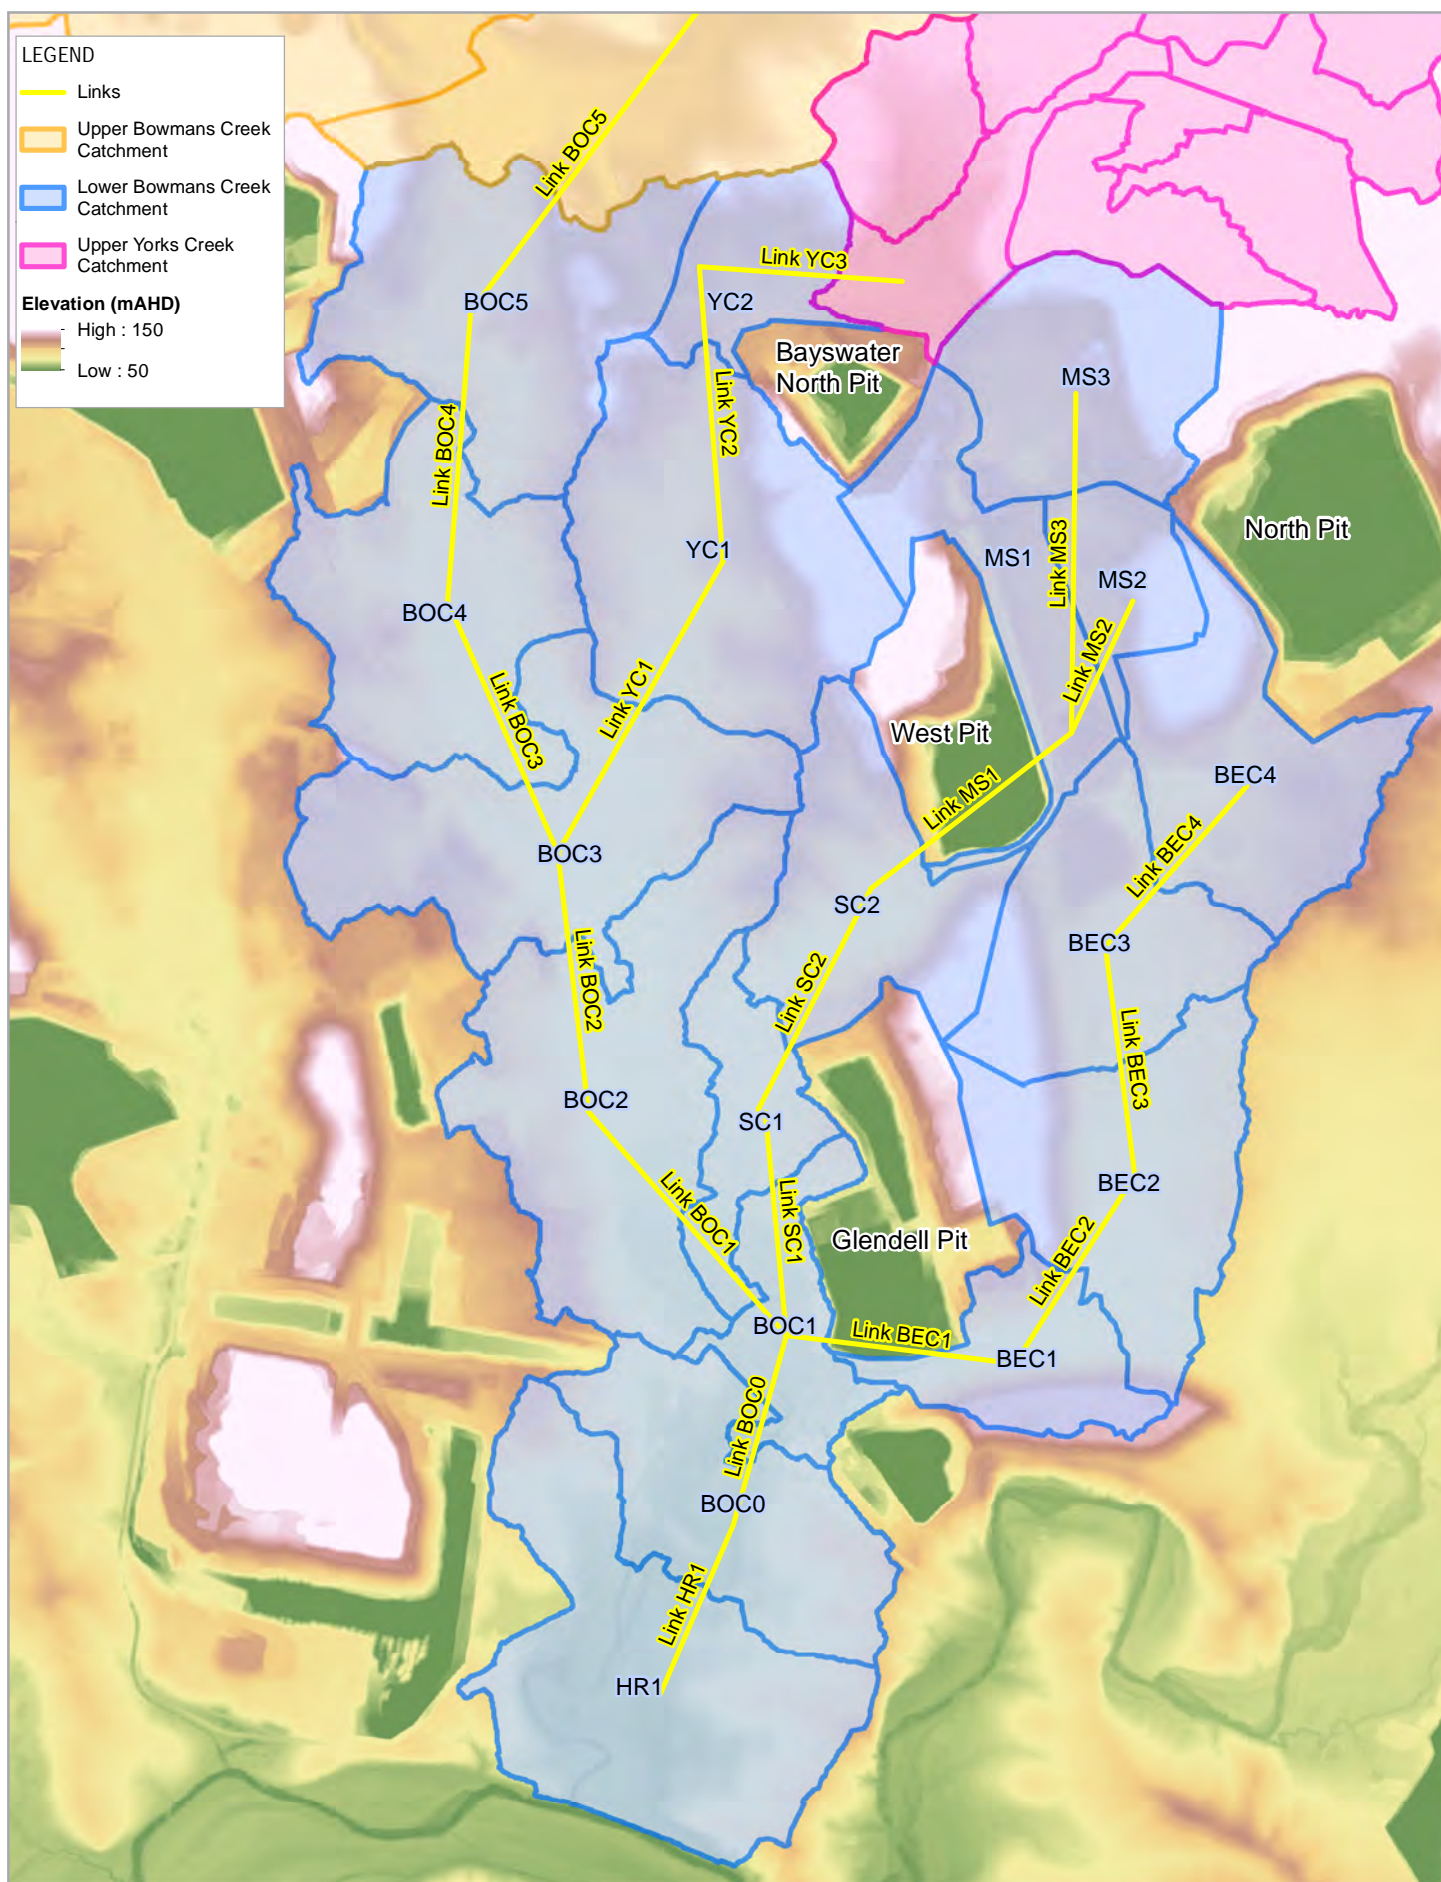 LEGEND
Links
Upper Bowmans Creek
Catchment
Lower Bowmans Creek
Catchment
Upper Yorks Creek
Catchment
Elevation (mAHD)
High : 150
Low : 50
Link BOC5
Link YC3
BOC5
YC2
Bayswater
North Pit
MS3
Link YC2
Link BOC4
North Pit
YC1
MS1
Link MS3
MS2
BOC4
Link MS2
Link YC1
Link BOC3
West Pit
BEC4
Link MS1
BOC3
Link BEC4
SC2
BEC3
Link BOC2
Link SC2
Link BEC3
BOC2
SC1
BEC2
Link BOC1
Link SC1
Glendell Pit
Link BEC2
BOC1
Link BEC1
BEC1
Link BOC0
BOC0
Link HR1
HR1